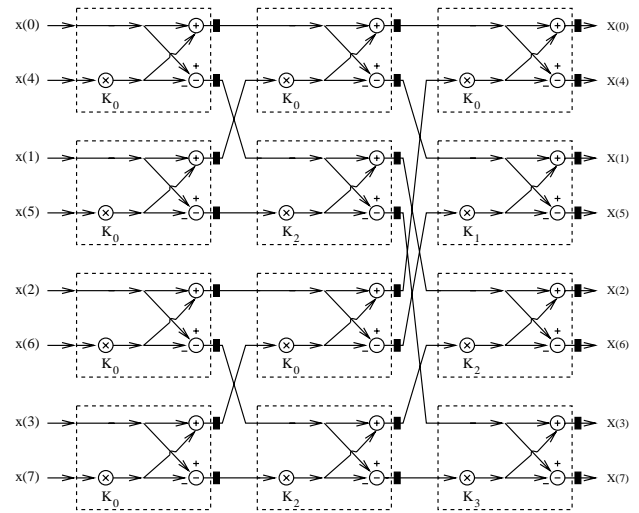 x(0) X(0)
x(4) K0 K0 K0 X(4)
x(1) X(1)
x(5) K0 K2 K1 X(5)
x(2) X(2)
x(6) K0 K0 K2 X(6)
x(3) X(3)
x(7) K0 K2 K3 X(7)